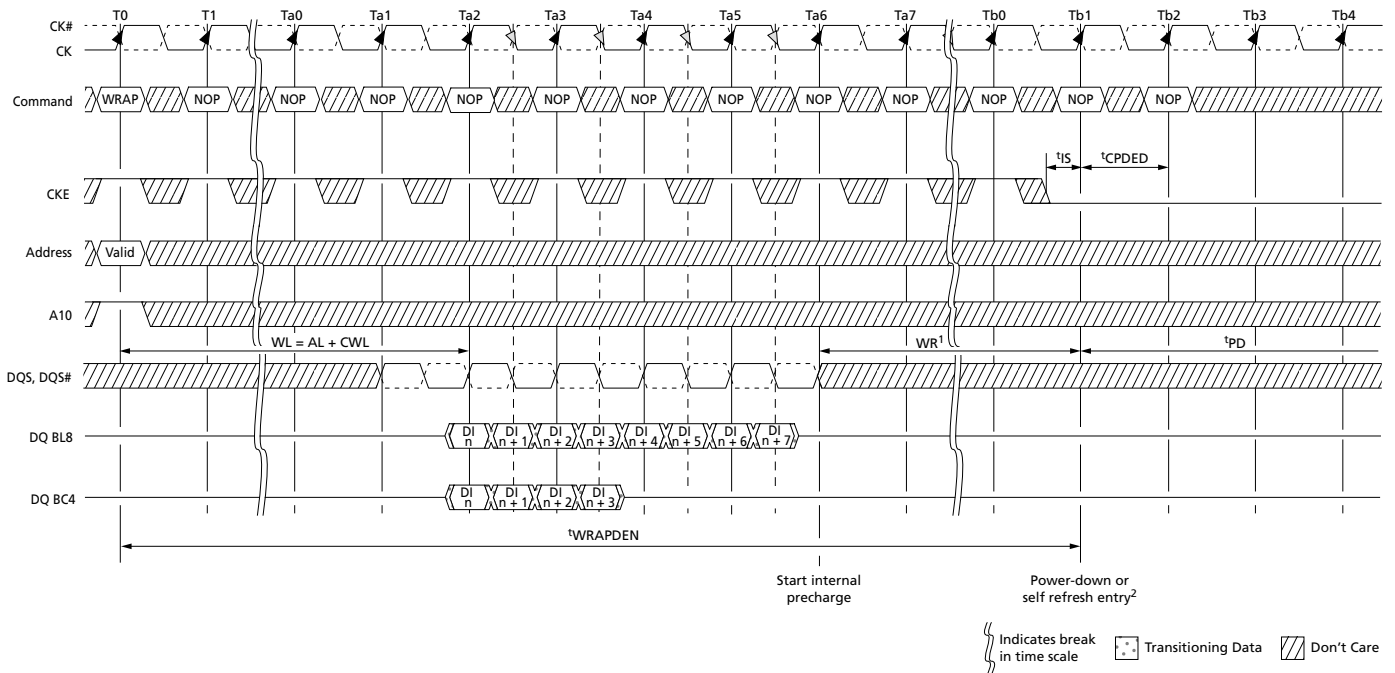 T0 T1 Ta0 Ta1 Ta2 Ta3 Ta4 Ta5 Ta6 Ta7 Tb0 Tb1 Tb2 Tb3 Tb4
CK#
CK
Command WRAP NOP NOP NOP NOP NOP NOP NOP NOP NOP NOP NOP NOP
tIS tCPDED
CKE
Address Valid
A10
WL = AL + CWL WR1 tPD
DQS, DQS#
DQ BL8 DI n DI n + 1 DI n + 2 DI n + 3 DI n + 4 DI n + 5 DI n + 6 DI n + 7
DQ BC4 DI n DI n + 1 DI n + 2 DI n + 3
tWRAPDEN
Start internal
precharge
Power-down or
self refresh entry2
Indicates break
in time scale
Transitioning Data
Don't Care